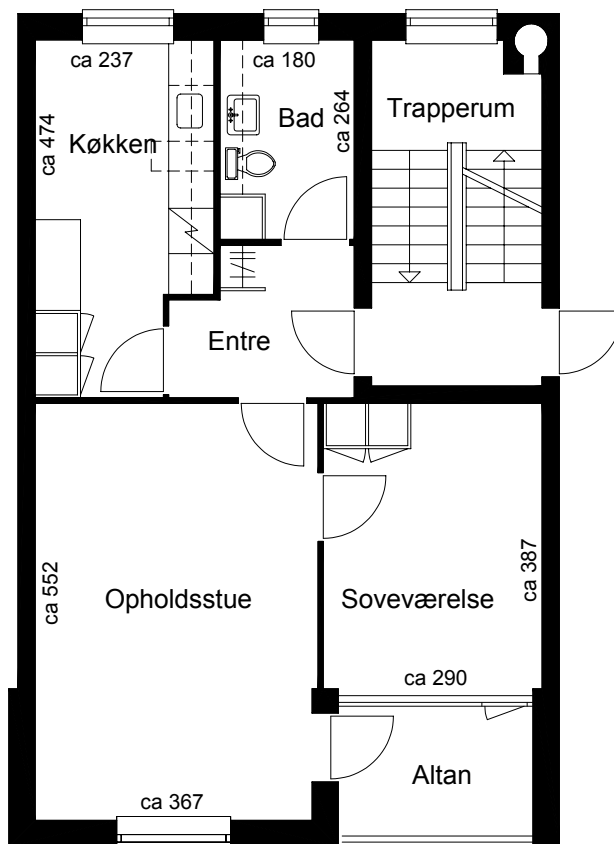 ca 237
ca 180
ca 474
Køkken
Bad
ca 264
Trapperum
Entre
ca 552
Opholdsstue
Soveværelse
ca 387
ca 290
Altan
ca 367